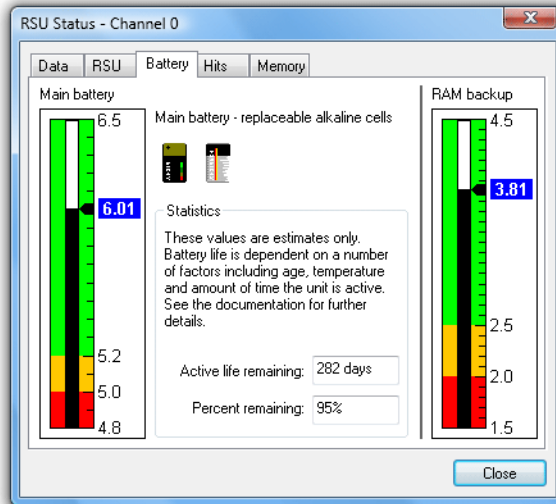 RSU Status - Channel 0
Data RSU Battery Hits Memory
Main battery
6.5
6.01
5.2
5.0
4.8
Main battery - replaceable alkaline cells
Statistics
These values are estimates only.
Battery life is dependent on a number
of factors including age, temperature
and amount of time the unit is active.
See the documentation for further
details.
Active life remaining: 282 days
Percent remaining: 95%
RAM backup
4.5
3.81
2.5
2.0
1.5
Close